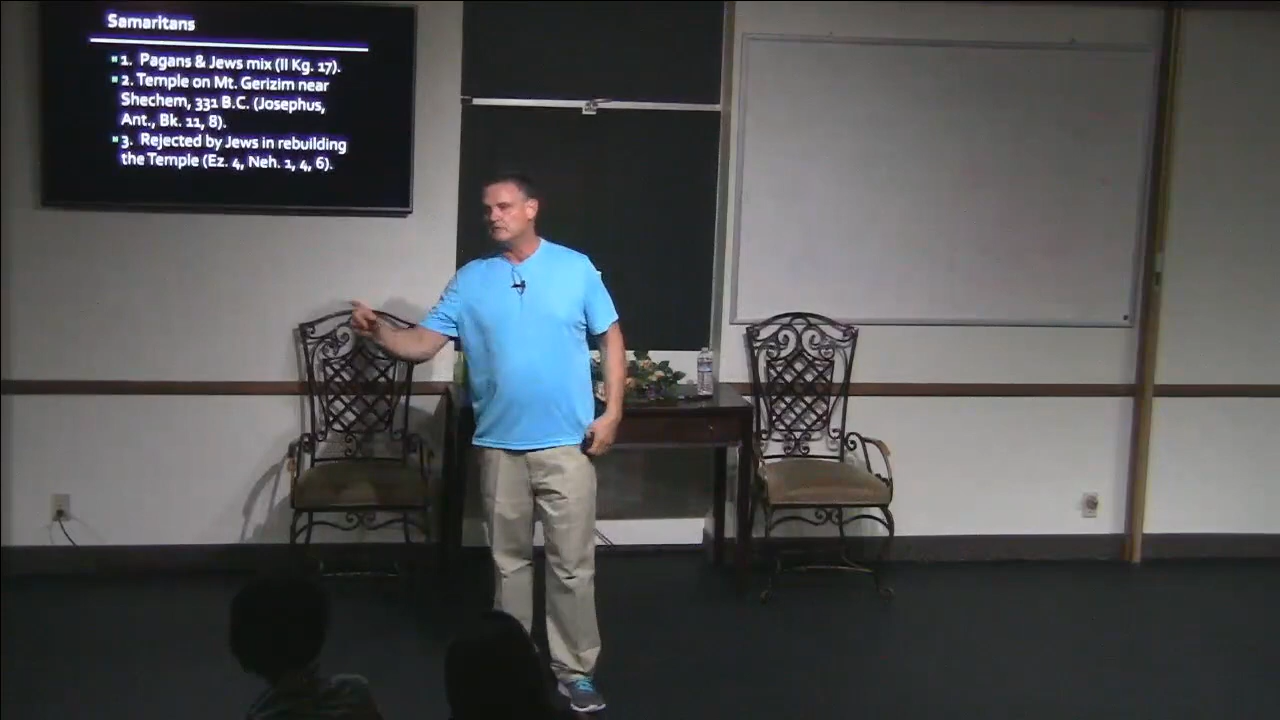 Samaritans
1. Pagans & Jews mix (II Kg. 17).
2. Temple on Mt. Gerizim near
Shechem, 331 B.C. (Josephus,
Ant., Bk. 11, 8).
3. Rejected by Jews in rebuilding
the Temple (Ez. 4, Neh. 1, 4, 6).